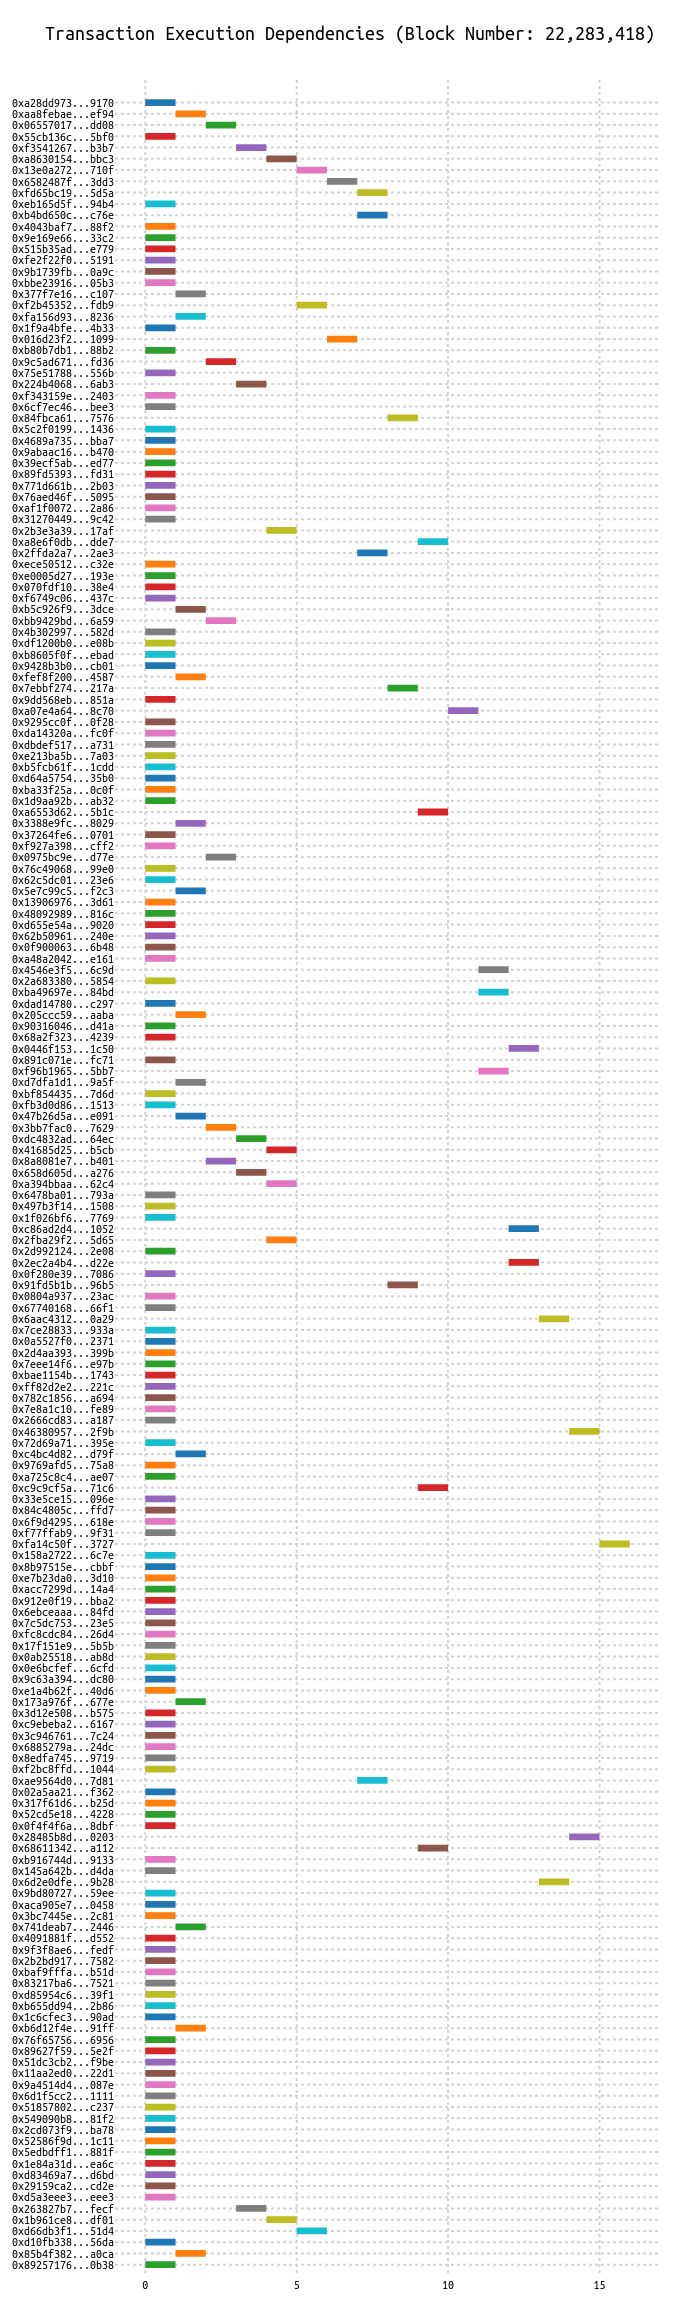 Transaction Execution Dependencies (Block Number: 22,283,418)
0xa28dd973...9170
0xaa8febae...ef94
0x06557017...dd08
0x55cb136c...5bf0
0xf3541267...b3b7
0xa8630154...bbc3
0x13e0a272...710f
0x6582487f...3dd3
0xfd65bc19...5d5a
0xeb165d5f...94b4
0xb4bd650c...c76e
0x4043baf7...88f2
0x9e169e66...33c2
0x515b35ad...e779
0xfe2f22f0...5191
0x9b1739fb...0a9c
0xbbe23916...05b3
0x377f7e16...c107
0xf2b45352...fdb9
0xfa156d93...8236
0x1f9a4bfe...4b33
0x016d23f2...1099
0xb80b7db1...88b2
0x9c5ad671...fd36
0x75e51788...556b
0x224b4068...6ab3
0xf343159e...2403
0x6cf7ec46...bee3
0x84fbca61...7576
0x5c2f0199...1436
0x4689a735...bba7
0x9abaac16...b470
0x39ecf5ab...ed77
0x89fd5393...fd31
0x771d661b...2b03
0x76aed46f...5095
0xaf1f0072...2a86
0x31270449...9c42
0x2b3e3a39...17af
0xa8e6f0db...dde7
0x2ffda2a7...2ae3
0xece50512...c32e
0xe0005d27...193e
0x070fdf10...38e4
0xf6749c06...437c
0xb5c926f9...3dce
0xbb9429bd...6a59
0x4b302997...582d
0xdf1200b0...e08b
0xb8605f0f...ebad
0x9428b3b0...cb01
0xfef8f200...4587
0x7ebbf274...217a
0x9dd568eb...851a
0xa07e4a64...8c70
0x9295cc0f...0f28
0xda14320a...fc0f
0xdbdef517...a731
0xe213ba5b...7a03
0xb5fcb61f...1cdd
0xd64a5754...35b0
0xba33f25a...0c0f
0x1d9aa92b...ab32
0xa6553d62...5b1c
0x3388e9fc...8029
0x37264fe6...0701
0xf927a398...cff2
0x0975bc9e...d77e
0x76c49068...99e0
0x62c5dc01...23e6
0x5e7c99c5...f2c3
0x13906976...3d61
0x48092989...816c
0xd655e54a...9020
0x62b50961...240e
0x0f900063...6b48
0xa48a2042...e161
0x4546e3f5...6c9d
0x2a683380...5854
0xba49697e...84bd
0xdad14780...c297
0x205ccc59...aaba
0x90316046...d41a
0x68a2f323...4239
0x0446f153...1c50
0x891c071e...fc71
0xf96b1965...5bb7
0xd7dfa1d1...9a5f
0xbf854435...7d6d
0xfb3d0d86...1513
0x47b26d5a...e091
0x3bb7fac0...7629
0xdc4832ad...64ec
0x41685d25...b5cb
0x8a8081e7...b401
0x658d605d...a276
0xa394bbaa...62c4
0x6478ba01...793a
0x497b3f14...1508
0x1f026bf6...7769
0xc86ad2d4...1052
0x2fba29f2...5d65
0x2d992124...2e08
0x2ec2a4b4...d22e
0x0f280e39...7086
0x91fd5b1b...96b5
0x0804a937...23ac
0x67740168...66f1
0x6aac4312...0a29
0x7ce28833...933a
0x0a5527f0...2371
0x2d4aa393...399b
0x7eee14f6...e97b
0xbae1154b...1743
0xff82d2e2...221c
0x782c1856...a694
0x7e8a1c10...fe89
0x2666cd83...a187
0x46380957...2f9b
0x72d69a71...395e
0xc4bc4d82...d79f
0x9769afd5...75a8
0xa725c8c4...ae07
0xc9c9cf5a...71c6
0x33e5ce15...096e
0x84c4805c...ffd7
0x6f9d4295...618e
0xf77ffab9...9f31
0xfa14c50f...3727
0x158a2722...6c7e
0x8b97515e...cbbf
0xe7b23da0...3d10
0xacc7299d...14a4
0x912e0f19...bba2
0x6ebceaaa...84fd
0x7c5dc753...23e5
0xfc8cdc84...26d4
0x17f151e9...5b5b
0x0ab25518...ab8d
0x0e6bcfef...6cfd
0x9c63a394...dc80
0xe1a4b62f...40d6
0x173a976f...677e
0x3d12e508...b575
0xc9ebeba2...6167
0x3c946761...7c24
0x6885279a...24dc
0x8edfa745...9719
0xf2bc8ffd...1044
0xae9564d0...7d81
0x02a5aa21...f362
0x317f61d6...b25d
0x52cd5e18...4228
0x0f4f4f6a...8dbf
0x28485b8d...0203
0x68611342...a112
0xb916744d...9133
0x145a642b...d4da
0x6d2e0dfe...9b28
0x9bd80727...59ee
0xaca905e7...0458
0x3bc7445e...2c81
0x741deab7...2446
0x4091881f...d552
0x9f3f8ae6...fedf
0x2b2bd917...7582
0xbaf9fffa...b51d
0x83217ba6...7521
0xd85954c6...39f1
0xb655dd94...2b86
0x1c6cfec3...90ad
0xb6d12f4e...91ff
0x76f65756...6956
0x89627f59...5e2f
0x51dc3cb2...f9be
0x11aa2ed0...22d1
0x9a4514d4...087e
0x6d1f5cc2...1111
0x51857802...c237
0x549090b8...81f2
0x2cd073f9...ba78
0x52586f9d...1c11
0x5edbdff1...881f
0x1e84a31d...ea6c
0xd83469a7...d6bd
0x29159ca2...cd2e
0xd5a3eee3...eee3
0x263827b7...fecf
0x1b961ce8...df01
0xd66db3f1...51d4
0xd10fb338...56da
0x85b4f382...a0ca
0x89257176...0b38
0 5 10 15